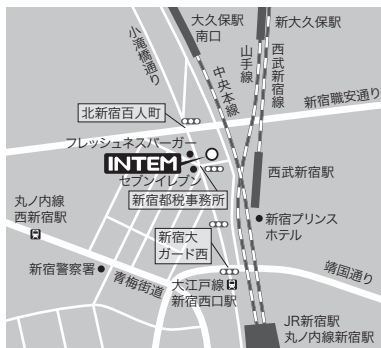 大久保駅
南口
新大久保駅
小滝橋通り
中央本線
山手線
西武新宿線
新宿職安通り
北新宿百人町
フレッシュネスバーガー
INTEM
セブンイレブン
新宿都税事務所
西武新宿駅
丸ノ内線
西新宿駅
新宿プリンス
ホテル
新宿大
ガード西
新宿警察署
青梅街道
大江戸線
新宿西口駅
靖国通り
JR新宿駅
丸ノ内線新宿駅